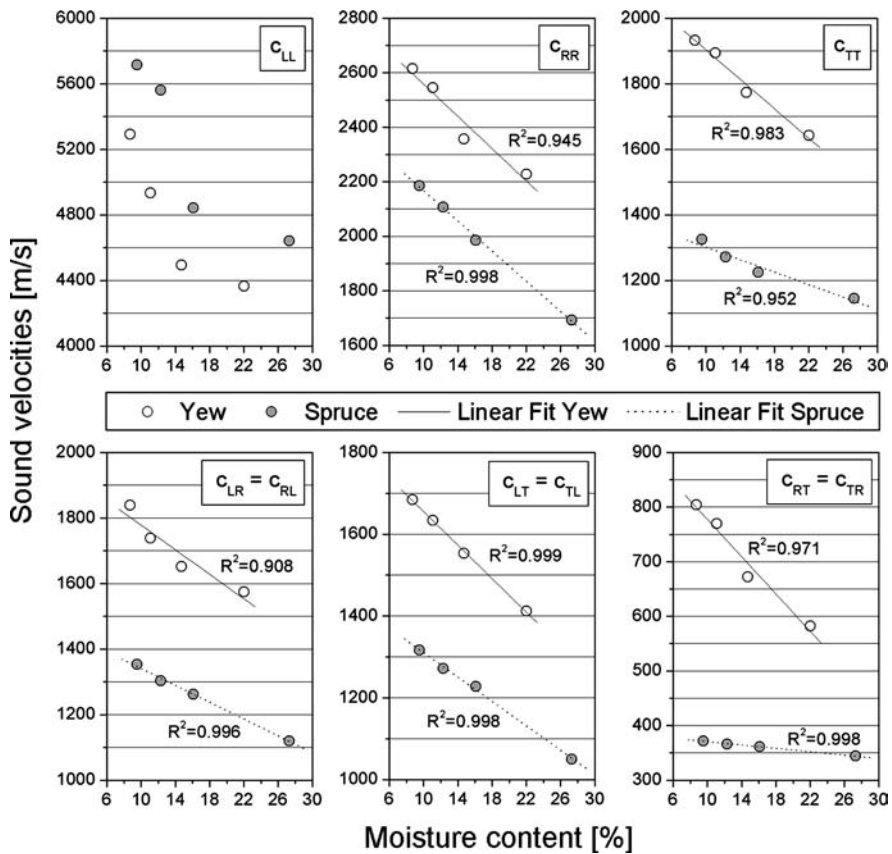 Sound velocities [m/s]
6000
5600
5200
4800
4400
4000
C_LL
6 10 14 18 22 26 30
2800
2600
2400
2200
2000
1800
1600
C_RR
R²=0.945
R²=0.998
6 10 14 18 22 26 30
2000
1800
1600
1400
1200
1000
C_TT
R²=0.983
R²=0.952
6 10 14 18 22 26 30
Yew Spruce Linear Fit Yew Linear Fit Spruce
2000
1800
1600
1400
1200
1000
C_LR = C_RL
R²=0.908
R²=0.996
6 10 14 18 22 26 30
1800
1600
1400
1200
1000
C_LT = C_TL
R²=0.999
R²=0.998
6 10 14 18 22 26 30
900
800
700
600
500
400
300
C_RT = C_TR
R²=0.971
R²=0.998
6 10 14 18 22 26 30
Moisture content [%]